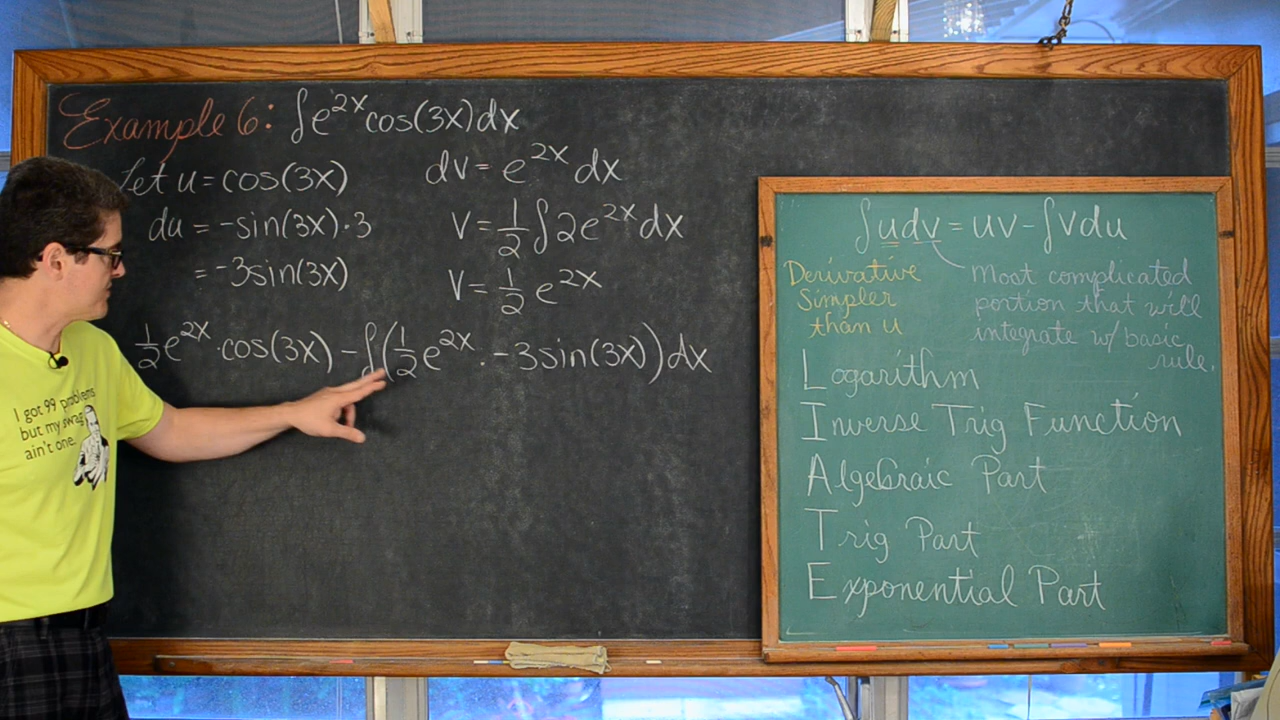 Example 6: ∫e^{2x}cos(3x)dx
Let u = cos(3x)
du = -sin(3x)·3
= -3sin(3x)
dv = e^{2x} dx
v = 1/2 ∫2e^{2x}dx
v = 1/2 e^{2x}
1/2 e^{2x}·cos(3x) - ∫(1/2 e^{2x}·-3sin(3x))dx
I got 99 problems
but my swag
ain't one.
∫udv = uv - ∫vdu
Derivative
Simpler
than u
Most complicated
portion that will
integrate w/ basic
rule.
Logarithm
Inverse Trig Function
Algebraic Part
Trig Part
Exponential Part